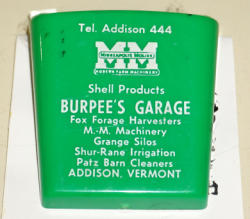 Tel. Addison 444
MM
MINNEAPOLIS MOLINE
MODERN FARM MACHINERY
Shell Products
BURPEE'S GARAGE
Fox Forage Harvesters
M.-M. Machinery
Grange Silos
Shur-Rane Irrigation
Patz Barn Cleaners
ADDISON, VERMONT